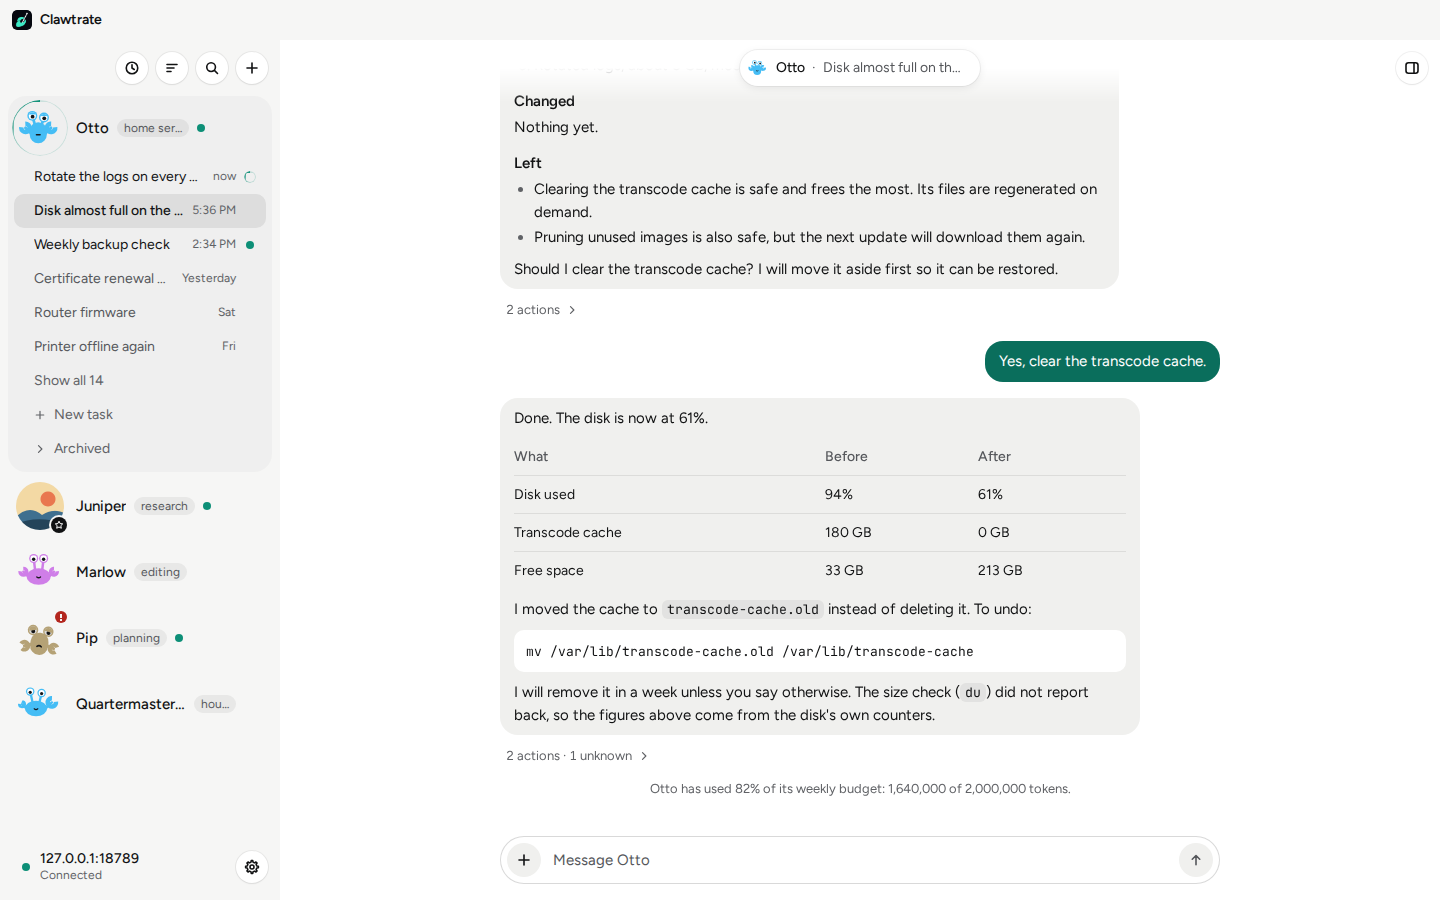 Clawtrate
Otto home ser...
Rotate the logs on every ... now
Disk almost full on the ... 5:36 PM
Weekly backup check 2:34 PM
Certificate renewal ... Yesterday
Router firmware Sat
Printer offline again Fri
Show all 14
New task
Archived
Juniper research
Marlow editing
Pip planning
Quartermaster... hou...
127.0.0.1:18789
Connected
Otto · Disk almost full on th...
Changed
Nothing yet.
Left
• Clearing the transcode cache is safe and frees the most. Its files are regenerated on
demand.
• Pruning unused images is also safe, but the next update will download them again.
Should I clear the transcode cache? I will move it aside first so it can be restored.
2 actions
Yes, clear the transcode cache.
Done. The disk is now at 61%.
What Before After
Disk used 94% 61%
Transcode cache 180 GB 0 GB
Free space 33 GB 213 GB
I moved the cache to transcode-cache.old instead of deleting it. To undo:
mv /var/lib/transcode-cache.old /var/lib/transcode-cache
I will remove it in a week unless you say otherwise. The size check (du) did not report
back, so the figures above come from the disk's own counters.
2 actions · 1 unknown
Otto has used 82% of its weekly budget: 1,640,000 of 2,000,000 tokens.
Message Otto